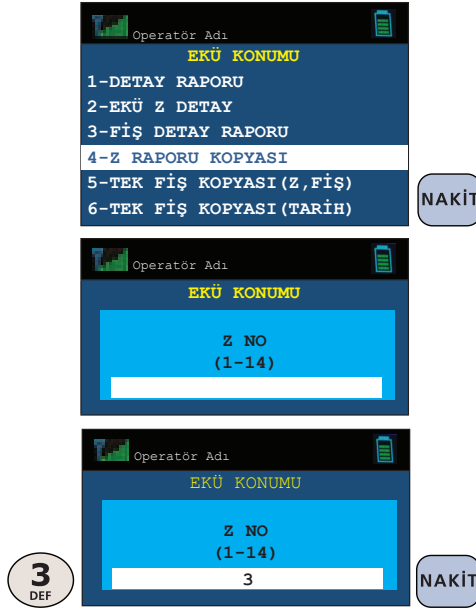 Operatör Adı
EKÜ KONUMU
1-DETAY RAPORU
2-EKÜ Z DETAY
3-FİŞ DETAY RAPORU
4-Z RAPORU KOPYASI
5-TEK FİŞ KOPYASI(Z,FİŞ)
6-TEK FİŞ KOPYASI(TARİH)
NAKİT
Operatör Adı
EKÜ KONUMU
Z NO
(1-14)
Operatör Adı
EKÜ KONUMU
Z NO
(1-14)
3
3
DEF
NAKİT